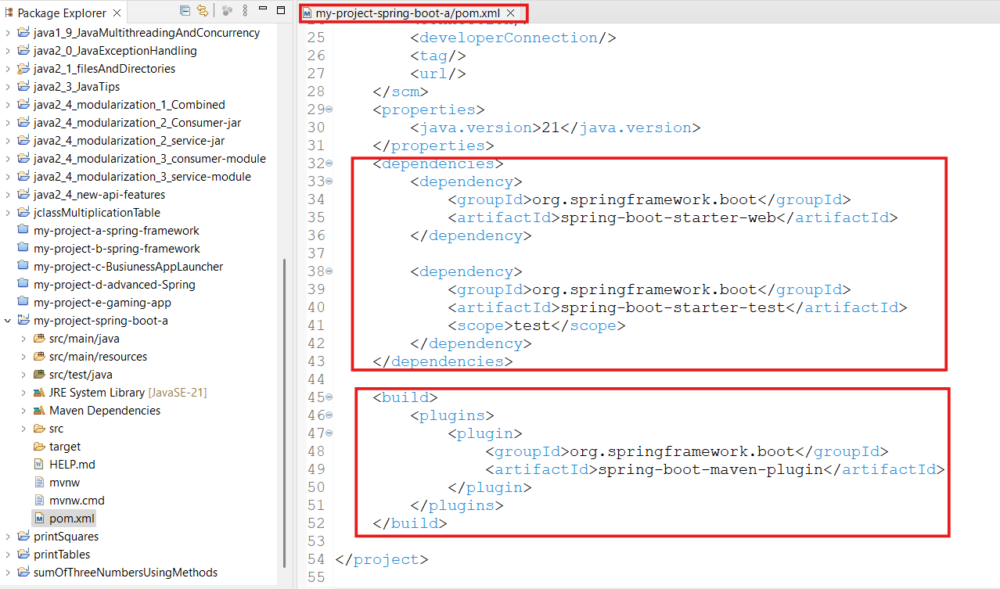 Package Explorer
java1_9_JavaMultithreadingAndConcurrency
java2_0_JavaExceptionHandling
java2_1_filesAndDirectories
java2_3_JavaTips
java2_4_modularization_1_Combined
java2_4_modularization_2_Consumer-jar
java2_4_modularization_2_service-jar
java2_4_modularization_3_consumer-module
java2_4_modularization_3_service-module
java2_4_new-api-features
jclassMultiplicationTable
my-project-a-spring-framework
my-project-b-spring-framework
my-project-c-BusiunessAppLauncher
my-project-d-advanced-Spring
my-project-e-gaming-app
my-project-spring-boot-a
src/main/java
src/main/resources
src/test/java
JRE System Library [JavaSE-21]
Maven Dependencies
src
target
HELP.md
mvnw
mvnw.cmd
pom.xml
printSquares
printTables
sumOfThreeNumbersUsingMethods
my-project-spring-boot-a/pom.xml
25 <developerConnection/>
26 <tag/>
27 <url/>
28 </scm>
29 <properties>
30 <java.version>21</java.version>
31 </properties>
32 <dependencies>
33 <dependency>
34 <groupId>org.springframework.boot</groupId>
35 <artifactId>spring-boot-starter-web</artifactId>
36 </dependency>
37
38 <dependency>
39 <groupId>org.springframework.boot</groupId>
40 <artifactId>spring-boot-starter-test</artifactId>
41 <scope>test</scope>
42 </dependency>
43 </dependencies>
44
45 <build>
46 <plugins>
47 <plugin>
48 <groupId>org.springframework.boot</groupId>
49 <artifactId>spring-boot-maven-plugin</artifactId>
50 </plugin>
51 </plugins>
52 </build>
53
54 </project>
55